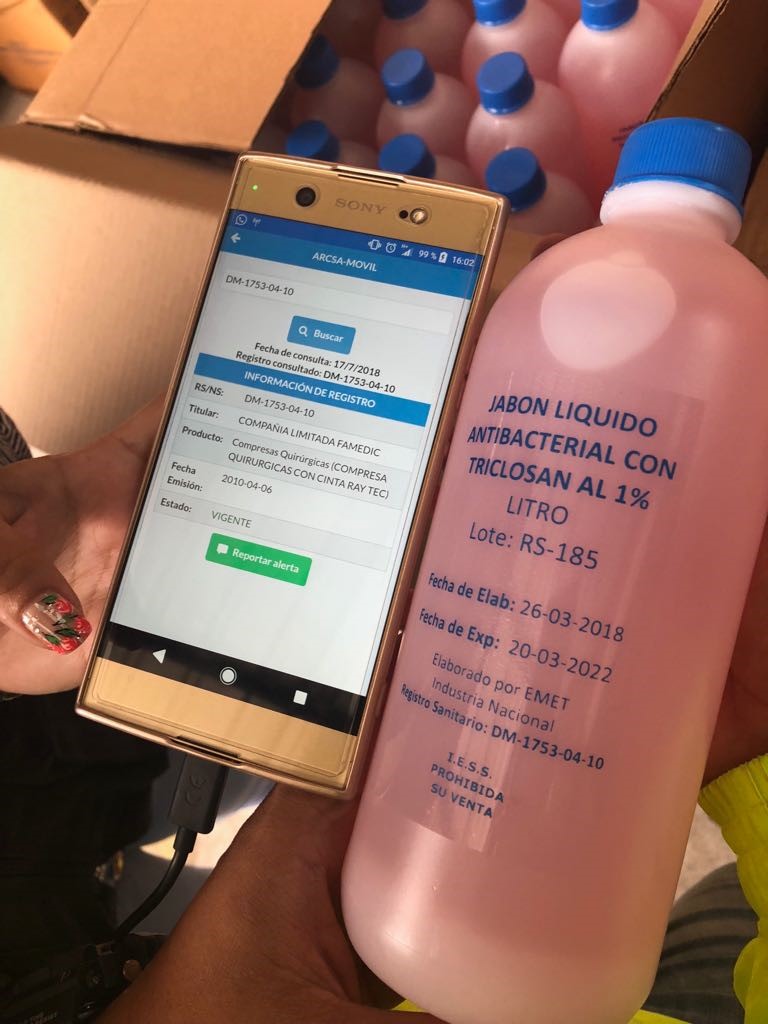 SONY
99 % 16:02
ARCSA-MOVIL
DM-1753-04-10
Buscar
Fecha de consulta: 17/7/2018
Registro consultado: DM-1753-04-10
INFORMACIÓN DE REGISTRO
RS/NS: DM-1753-04-10
Titular: COMPAÑIA LIMITADA FAMEDIC
Producto: Compresas Quirúrgicas (COMPRESA
QUIRURGICAS CON CINTA RAY TEC)
Fecha
Emisión: 2010-04-06
Estado: VIGENTE
Reportar alerta
JABON LIQUIDO
ANTIBACTERIAL CON
TRICLOSAN AL 1%
LITRO
Lote: RS-185
Fecha de Elab: 26-03-2018
Fecha de Exp: 20-03-2022
Elaborado por EMET
Industria Nacional
Registro Sanitario: DM-1753-04-10
I.E.S.S.
PROHIBIDA
SU VENTA